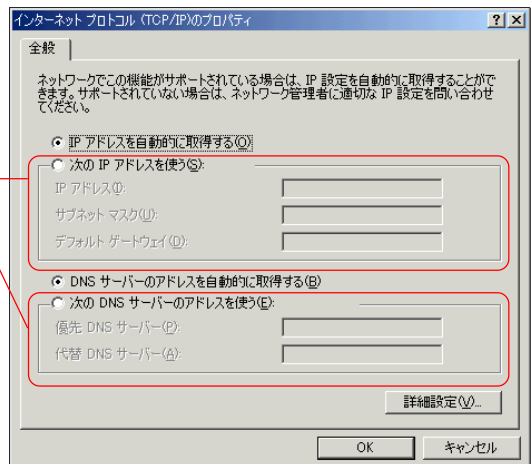 インターネット プロトコル (TCP/IP)のプロパティ
全般
ネットワークでこの機能がサポートされている場合は、IP 設定を自動的に取得することがで
きます。サポートされていない場合は、ネットワーク管理者に適切な IP 設定を問い合わせ
てください。
IP アドレスを自動的に取得する(O)
次の IP アドレスを使う(S):
IP アドレス(I):
サブネット マスク(U):
デフォルト ゲートウェイ(D):
DNS サーバーのアドレスを自動的に取得する(B)
次の DNS サーバーのアドレスを使う(E):
優先 DNS サーバー(P):
代替 DNS サーバー(A):
詳細設定(V)...
OK
キャンセル